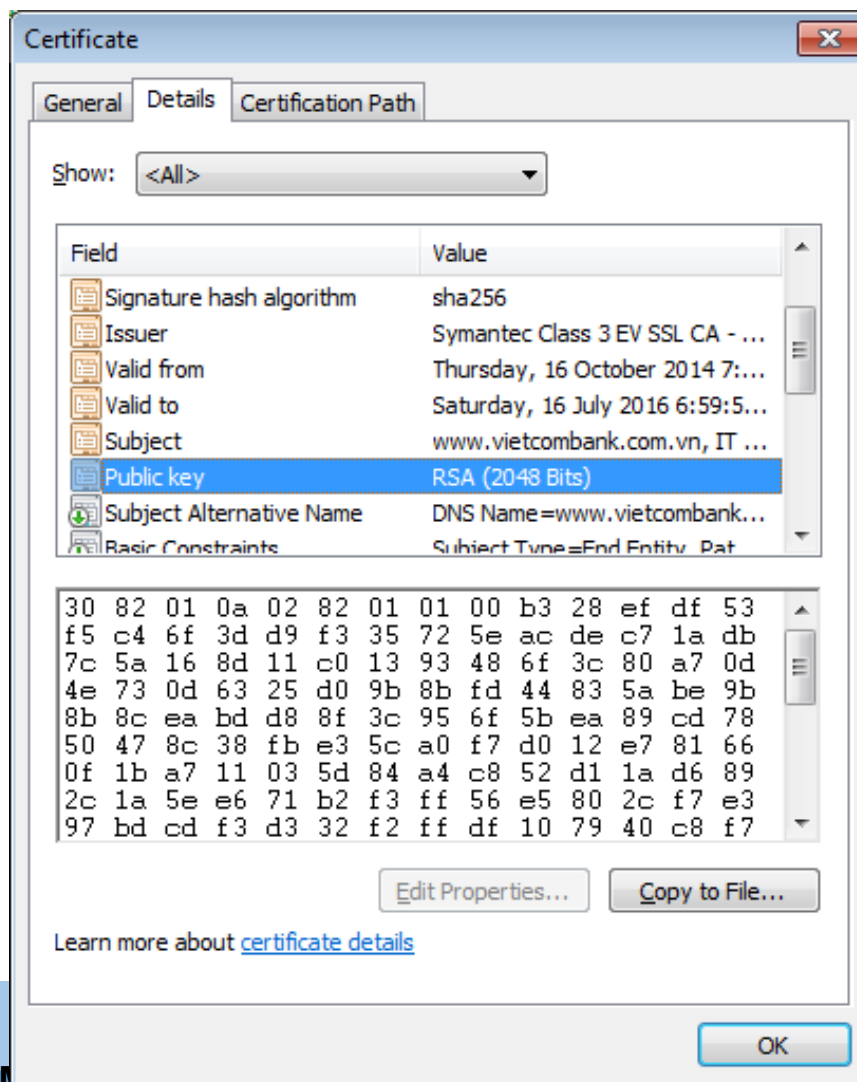 Certificate
General Details Certification Path
Show: <All>
Field Value
Signature hash algorithm sha256
Issuer Symantec Class 3 EV SSL CA - ...
Valid from Thursday, 16 October 2014 7:...
Valid to Saturday, 16 July 2016 6:59:5...
Subject www.vietcombank.com.vn, IT ...
Public key RSA (2048 Bits)
Subject Alternative Name DNS Name=www.vietcombank...
Basic Constraints Subject Type=End Entity, Pat
30 82 01 0a 02 82 01 01 00 b3 28 ef df 53
f5 c4 6f 3d d9 f3 35 72 5e ac de c7 1a db
7c 5a 16 8d 11 c0 13 93 48 6f 3c 80 a7 0d
4e 73 0d 63 25 d0 9b 8b fd 44 83 5a be 9b
8b 8c ea bd d8 8f 3c 95 6f 5b ea 89 cd 78
50 47 8c 38 fb e3 5c a0 f7 d0 12 e7 81 66
0f 1b a7 11 03 5d 84 a4 c8 52 d1 1a d6 89
2c 1a 5e e6 71 b2 f3 ff 56 e5 80 2c f7 e3
97 bd cd f3 d3 32 f2 ff df 10 79 40 c8 f7
Edit Properties... Copy to File...
Learn more about certificate details
OK